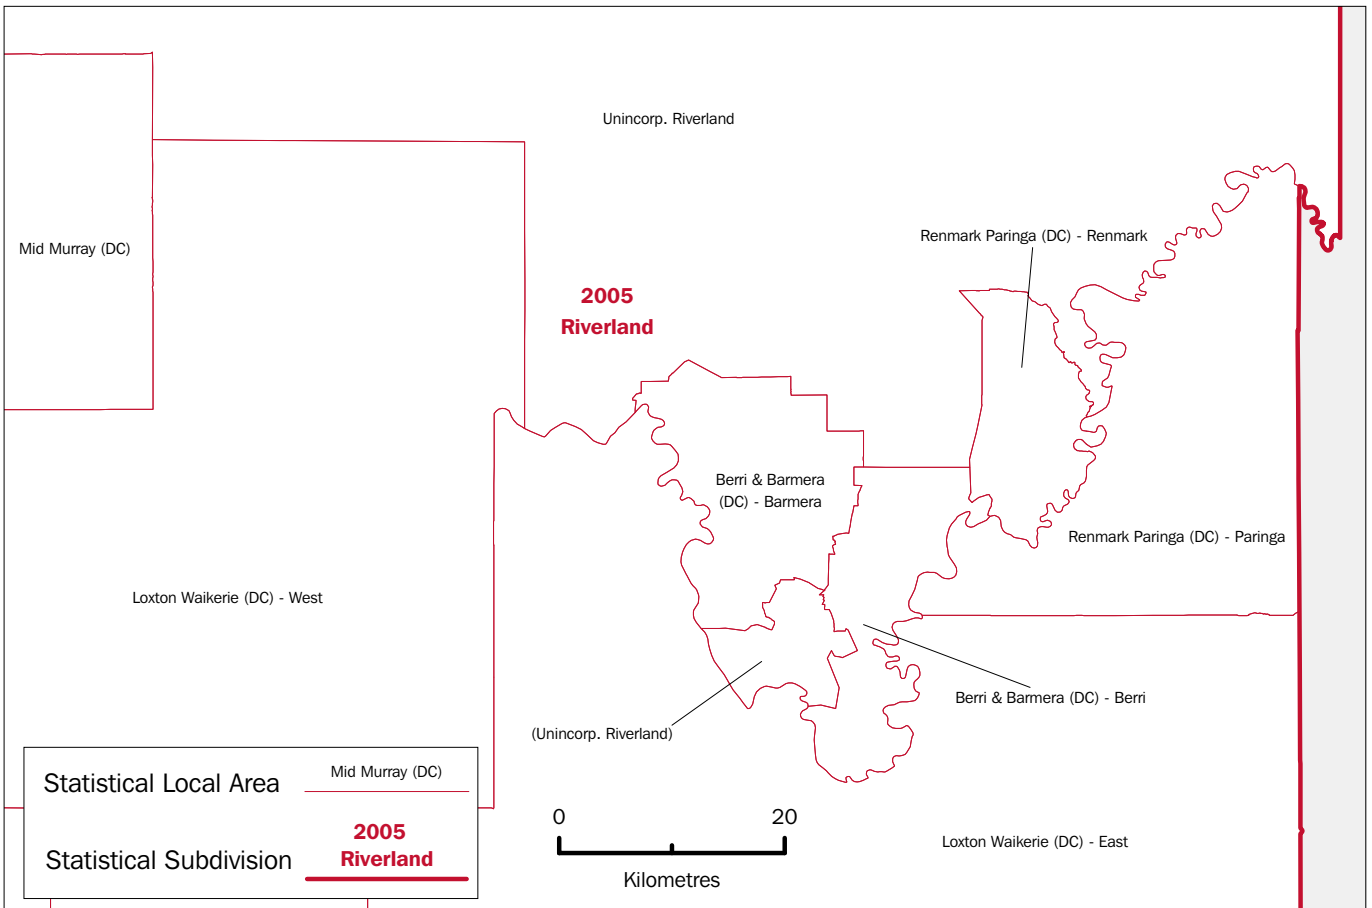 Unincorp. Riverland
Renmark Paringa (DC) - Renmark
Mid Murray (DC)
2005
Riverland
Berri & Barmera
(DC) - Barmera
Renmark Paringa (DC) - Paringa
Loxton Waikerie (DC) - West
Berri & Barmera (DC) - Berri
(Unincorp. Riverland)
Statistical Local Area
Mid Murray (DC)
Statistical Subdivision
2005
Riverland
0
20
Kilometres
Loxton Waikerie (DC) - East